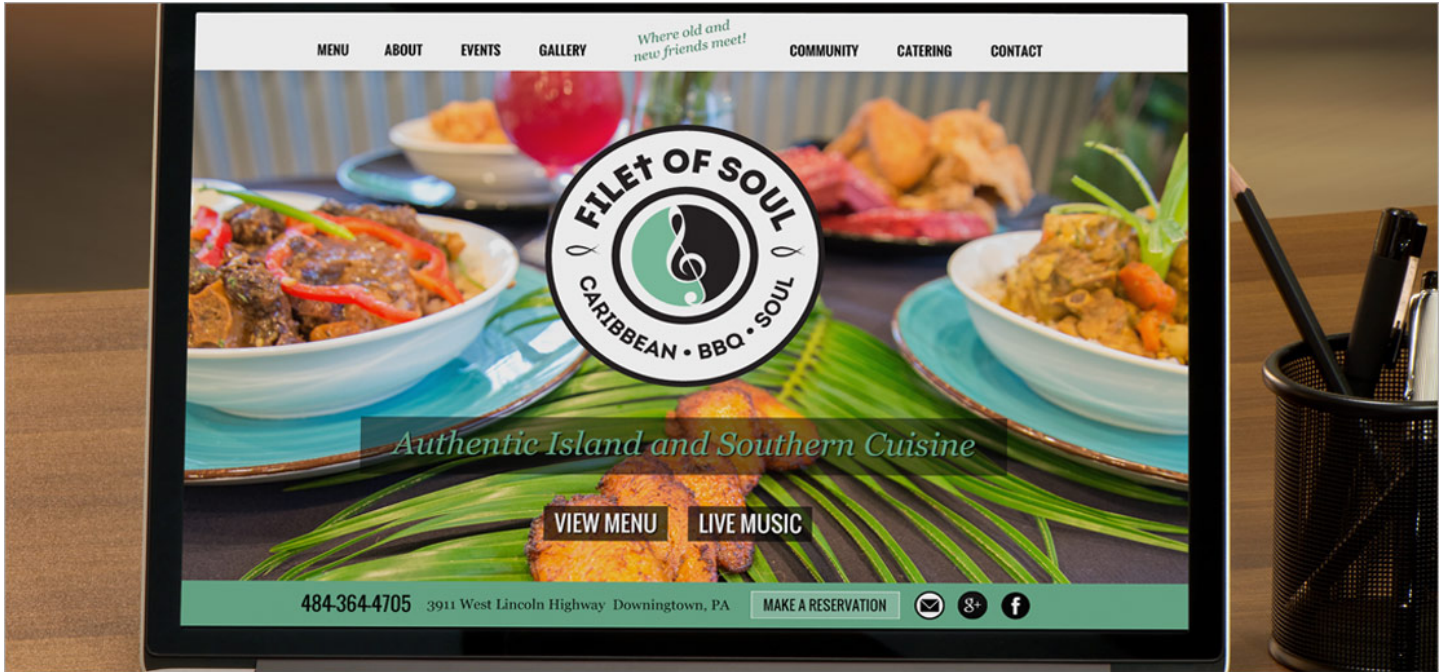 MENU ABOUT EVENTS GALLERY
Where old and
new friends meet!
COMMUNITY CATERING CONTACT
FILET OF SOUL
CARIBBEAN • BBQ • SOUL
Authentic Island and Southern Cuisine
VIEW MENU LIVE MUSIC
484-364-4705 3911 West Lincoln Highway Downingtown, PA MAKE A RESERVATION g+ f